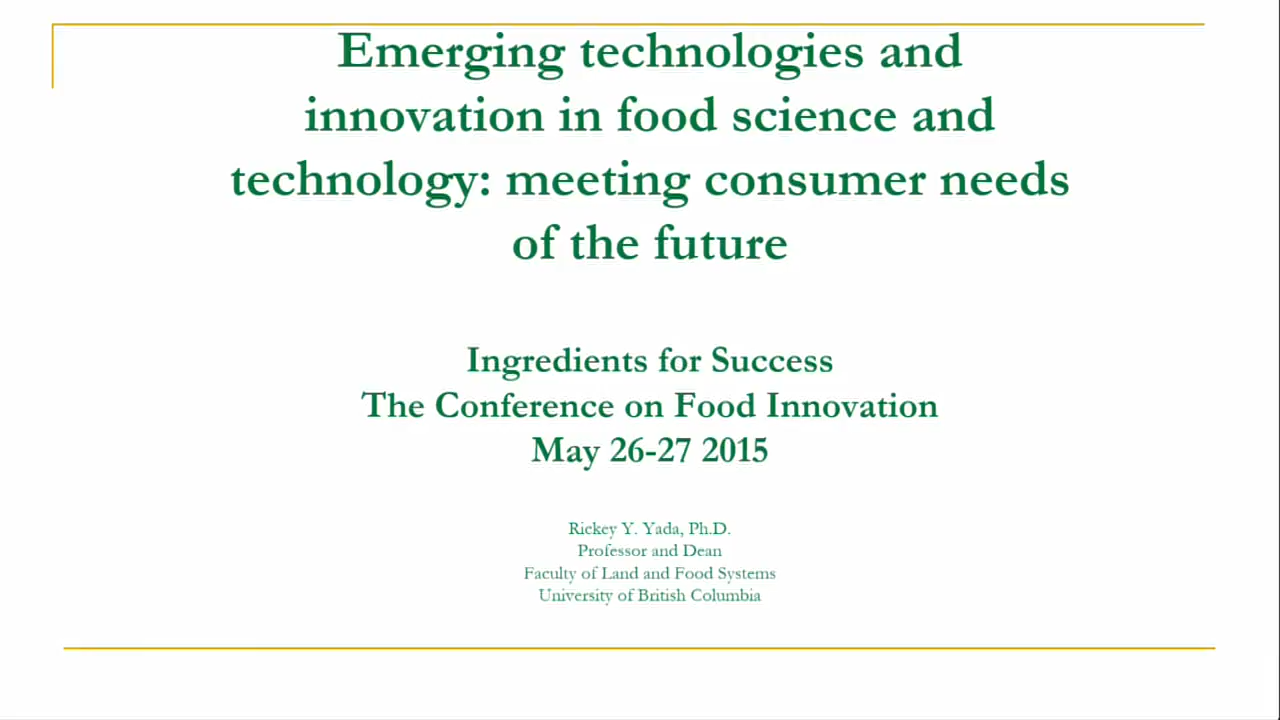 Emerging technologies and
innovation in food science and
technology: meeting consumer needs
of the future
Ingredients for Success
The Conference on Food Innovation
May 26-27 2015
Rickey Y. Yada, Ph.D.
Professor and Dean
Faculty of Land and Food Systems
University of British Columbia